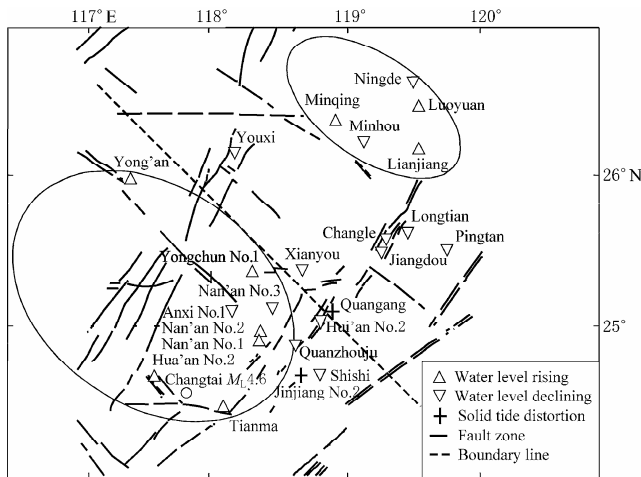 117° E 118° 119° 120°
Ningde
Minqing Luoyuan
Minhou
Youxi
Lianjiang
Yong'an
26° N
Longtian
Changle
Pingtan
Xianyou
Yongchun No.1
Jiangdou
Nan'an No.3
Quangang
Anxi No.1
Hui'an No.2
Nan'an No.2
25°
Nan'an No.1
Quanzhouju
Hua'an No.2
Changtai ML4.6
Shishi
Jinjiang No.2
Tianma
Water level rising
Water level declining
Solid tide distortion
Fault zone
Boundary line